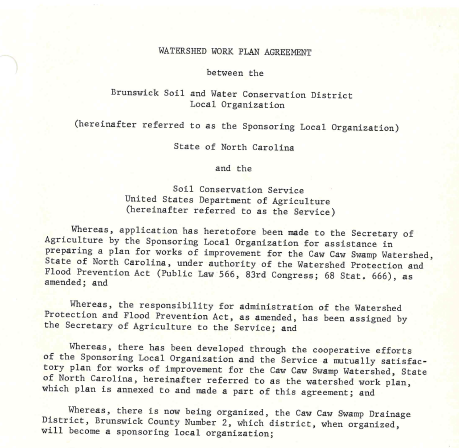 WATERSHED WORK PLAN AGREEMENT
between the
Brunswick Soil and Water Conservation District
Local Organization
(hereinafter referred to as the Sponsoring Local Organization)
State of North Carolina
and the
Soil Conservation Service
United States Department of Agriculture
(hereinafter referred to as the Service)
Whereas, application has heretofore been made to the Secretary of
Agriculture by the Sponsoring Local Organization for assistance in
preparing a plan for works of improvement for the Caw Caw Swamp Watershed,
State of North Carolina, under authority of the Watershed Protection and
Flood Prevention Act (Public Law 566, 83rd Congress; 68 Stat. 666), as
amended; and
Whereas, the responsibility for administration of the Watershed
Protection and Flood Prevention Act, as amended, has been assigned by
the Secretary of Agriculture to the Service; and
Whereas, there has been developed through the cooperative efforts
of the Sponsoring Local Organization and the Service a mutually satisfac-
tory plan for works of improvement for the Caw Caw Swamp Watershed, State
of North Carolina, hereinafter referred to as the watershed work plan,
which plan is annexed to and made a part of this agreement; and
Whereas, there is now being organized, the Caw Caw Swamp Drainage
District, Brunswick County Number 2, which district, when organized,
will become a sponsoring local organization;